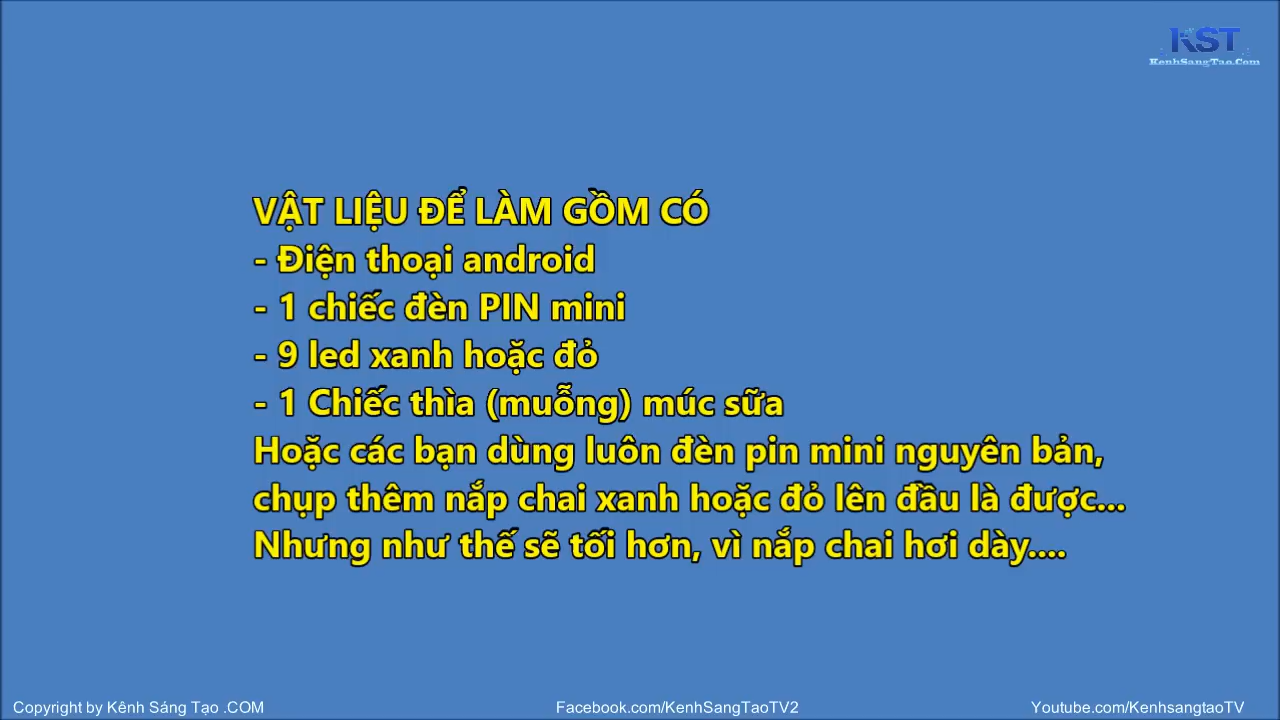 KST
KenhSangTao.Com
VẬT LIỆU ĐỂ LÀM GỒM CÓ
- Điện thoại android
- 1 chiếc đèn PIN mini
- 9 led xanh hoặc đỏ
- 1 Chiếc thìa (muỗng) múc sữa
Hoặc các bạn dùng luôn đèn pin mini nguyên bản,
chụp thêm nắp chai xanh hoặc đỏ lên đầu là được...
Nhưng như thế sẽ tối hơn, vì nắp chai hơi dày....
Copyright by Kênh Sáng Tạo .COM
Facebook.com/KenhSangTaoTV2
Youtube.com/KenhsangtaoTV